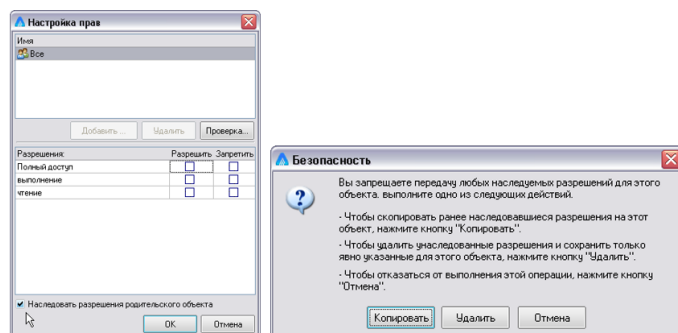 Настройка прав
Имя
Все
Добавить ...
Удалить
Проверка...
Разрешения:
Разрешить
Запретить
Полный доступ
выполнение
чтение
Наследовать разрешения родительского объекта
ОК
Отмена
Безопасность
Вы запрещаете передачу любых наследуемых разрешений для этого
объекта. выполните одно из следующих действий.
- Чтобы скопировать ранее наследовавшиеся разрешения на этот
объект, нажмите кнопку "Копировать".
- Чтобы удалить унаследованные разрешения и сохранить только
явно указанные для этого объекта, нажмите кнопку "Удалить".
- Чтобы отказаться от выполнения этой операции, нажмите кнопку
"Отмена".
Копировать
Удалить
Отмена